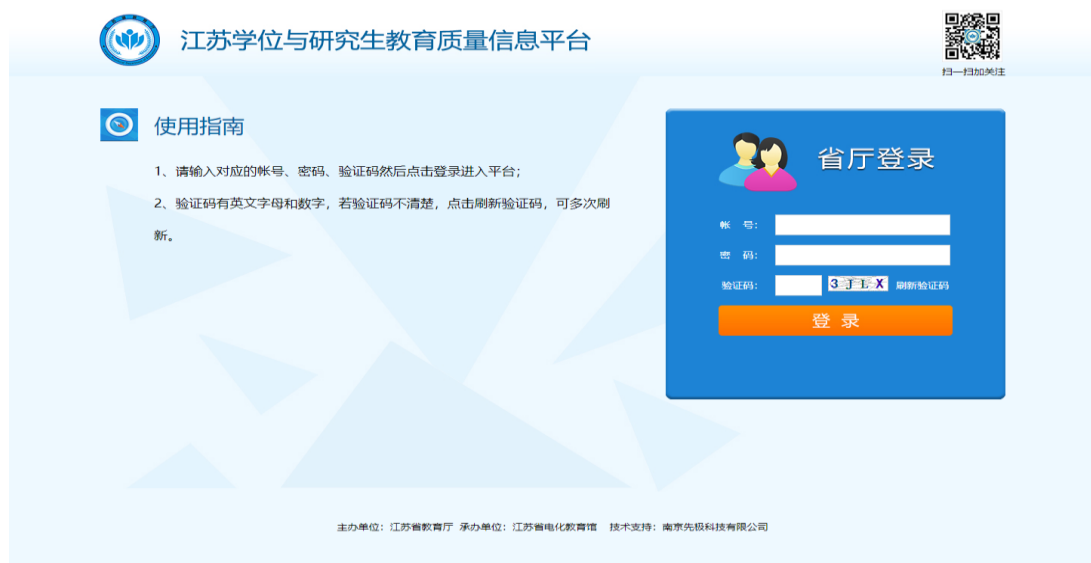 江苏学位与研究生教育质量信息平台
扫一扫加关注
使用指南
1、请输入对应的帐号、密码、验证码然后点击登录进入平台；
2、验证码有英文字母和数字，若验证码不清楚，点击刷新验证码，可多次刷
新。
省厅登录
帐 号：
密 码：
验证码： 3 J L X 刷新验证码
登 录
主办单位：江苏省教育厅 承办单位：江苏省电化教育馆 技术支持：南京先极科技有限公司